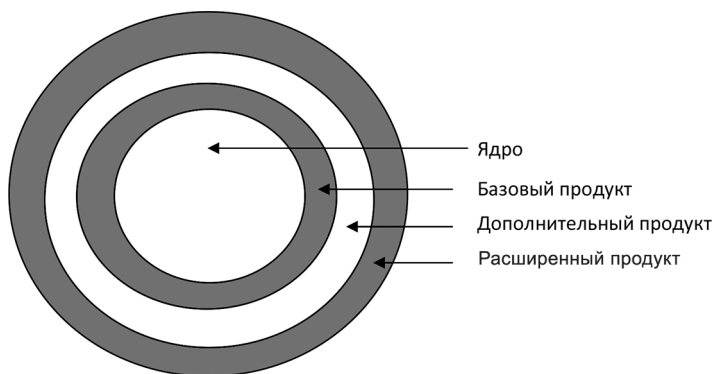 Ядро
Базовый продукт
Дополнительный продукт
Расширенный продукт